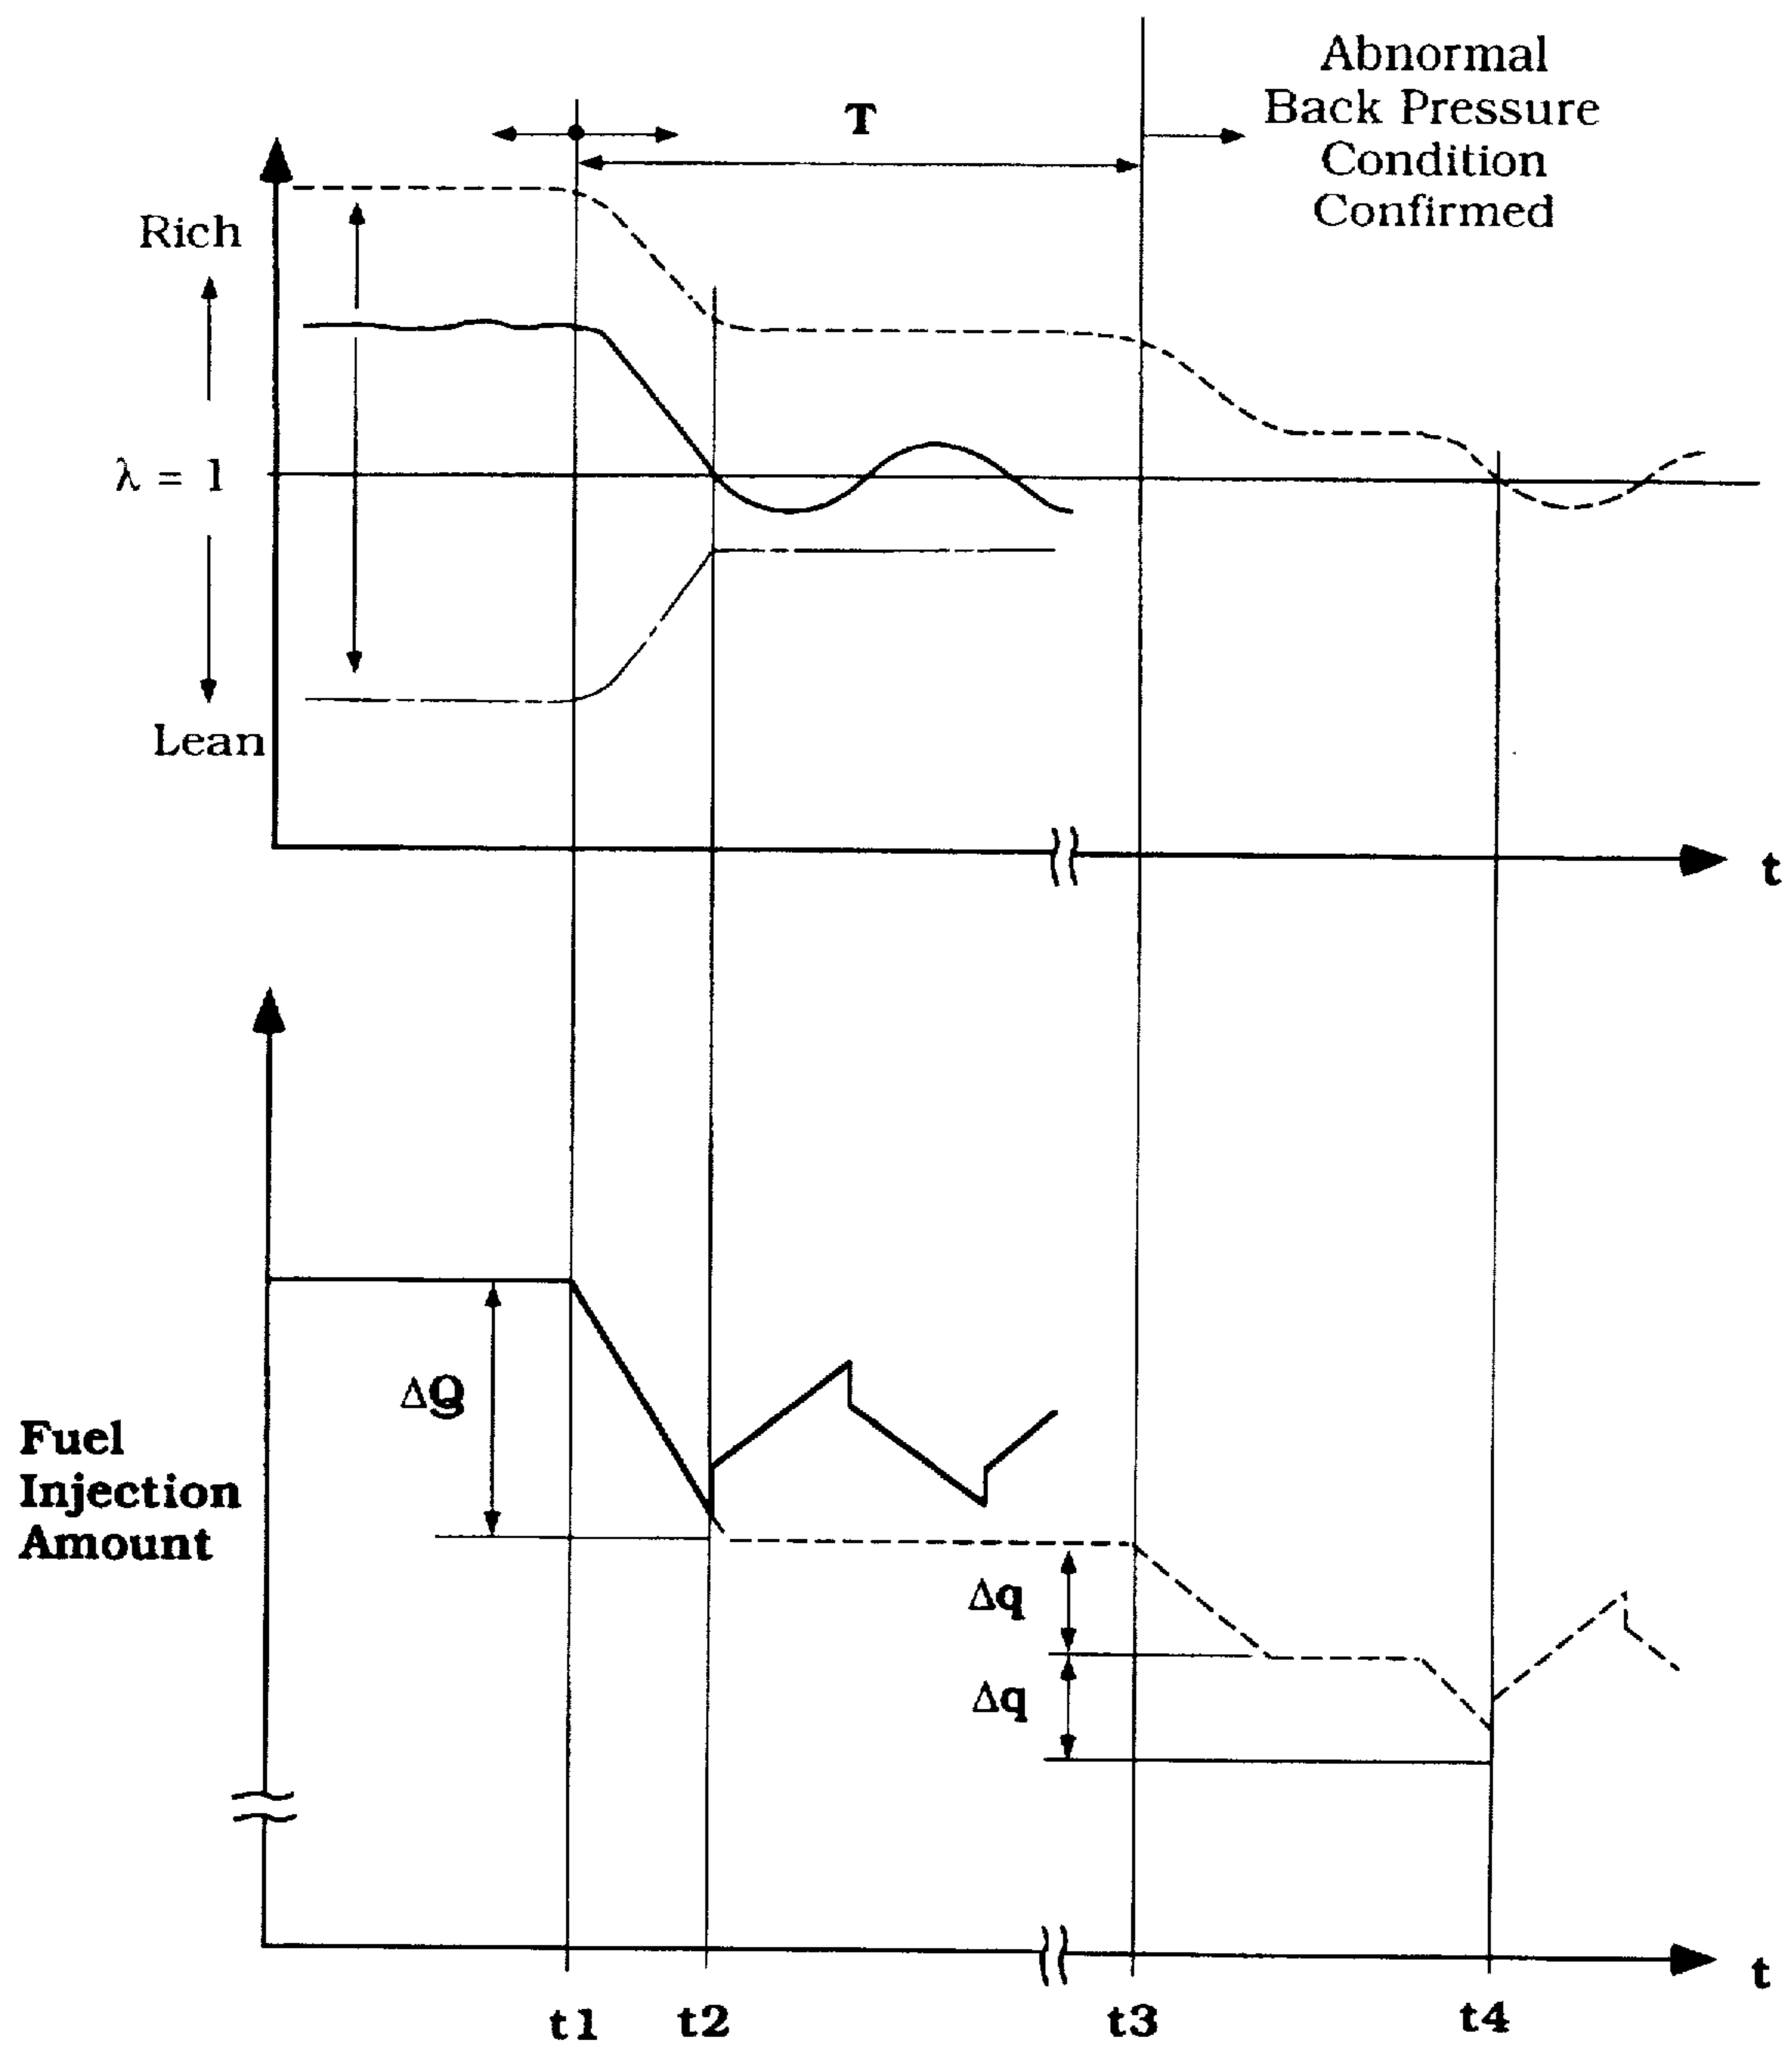 Abnormal
Back Pressure
Condition
Confirmed
T
Rich
λ = 1
Lean
t
ΔQ
Fuel
Injection
Amount
Δq
Δq
t
t1
t2
t3
t4